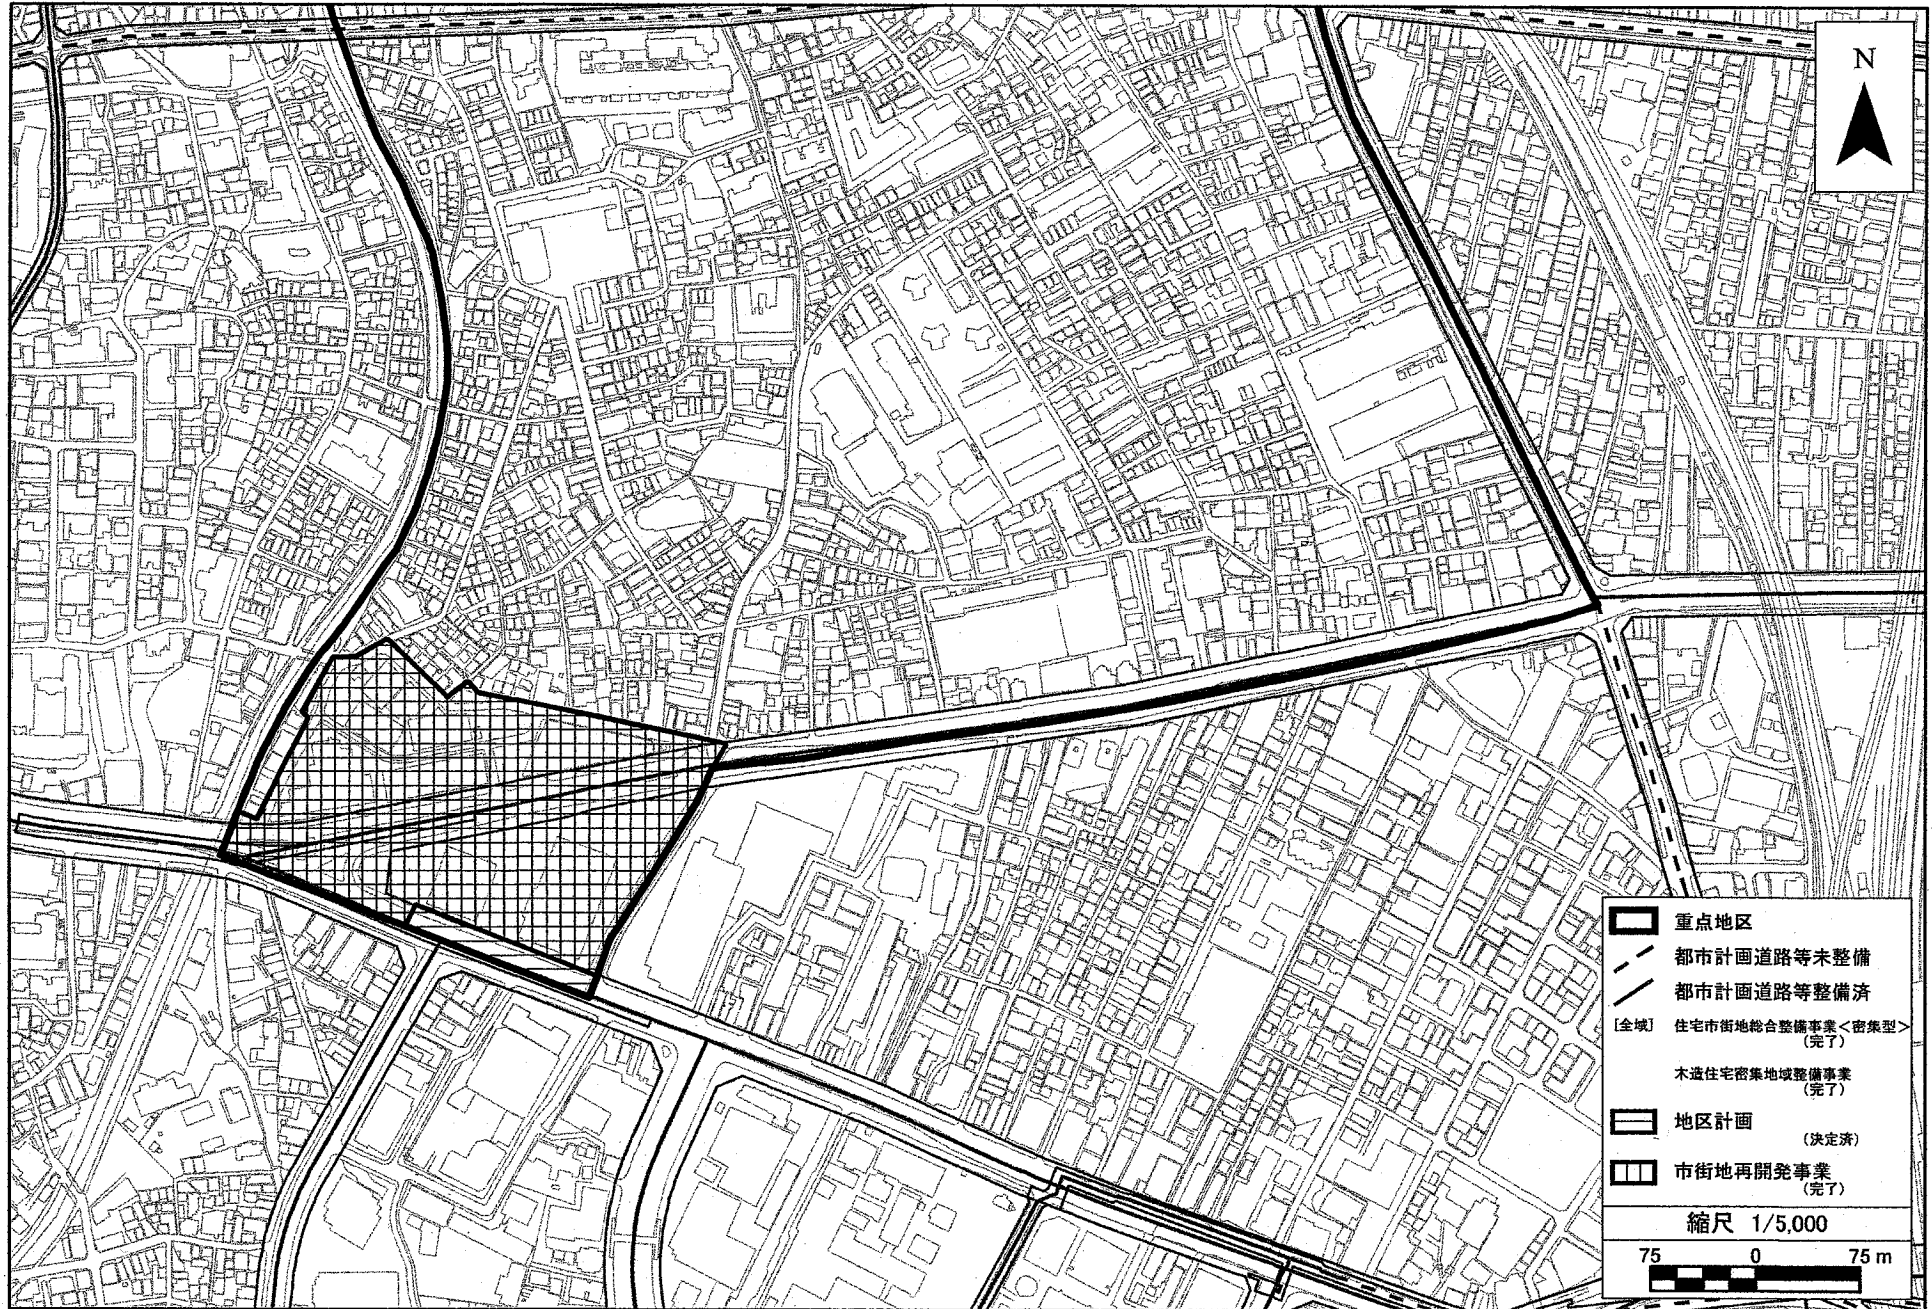 N
重点地区
都市計画道路等未整備
都市計画道路等整備済
[全域] 住宅市街地総合整備事業<密集型>
(完了)
木造住宅密集地域整備事業
(完了)
地区計画
(決定済)
市街地再開発事業
(完了)
縮尺 1/5,000
75 0 75 m